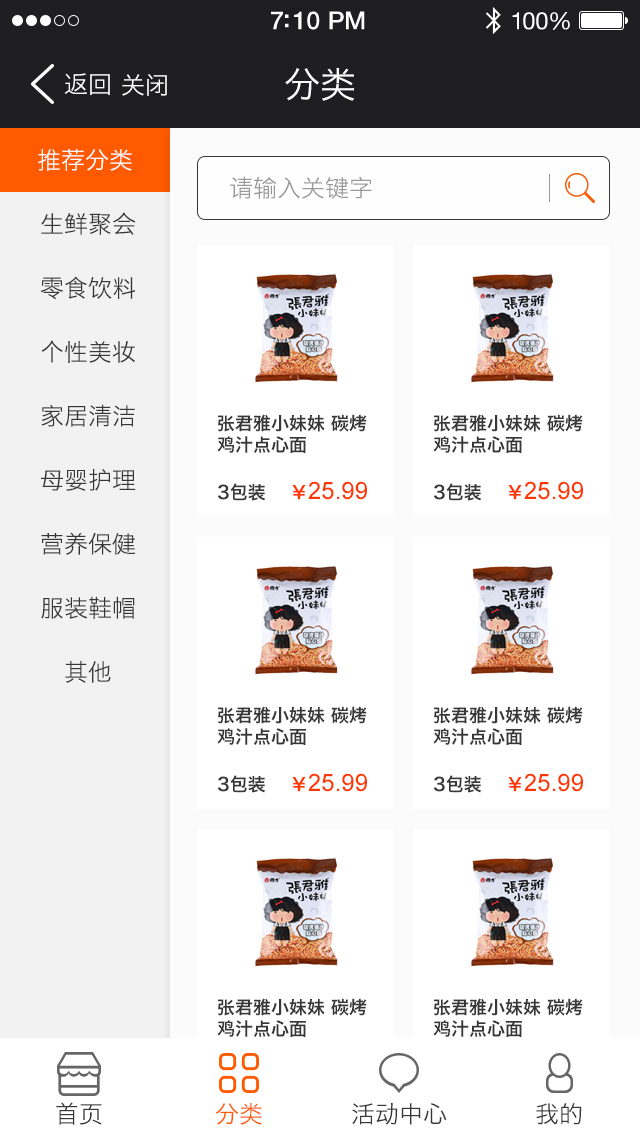 7:10 PM
100%
返回 关闭
分类
推荐分类
生鲜聚会
零食饮料
个性美妆
家居清洁
母婴护理
营养保健
服装鞋帽
其他
请输入关键字
張君雅
小妹妹
张君雅小妹妹 碳烤
鸡汁点心面
3包装 ¥25.99
張君雅
小妹妹
张君雅小妹妹 碳烤
鸡汁点心面
3包装 ¥25.99
張君雅
小妹妹
张君雅小妹妹 碳烤
鸡汁点心面
3包装 ¥25.99
張君雅
小妹妹
张君雅小妹妹 碳烤
鸡汁点心面
3包装 ¥25.99
張君雅
小妹妹
张君雅小妹妹 碳烤
鸡汁点心面
張君雅
小妹妹
张君雅小妹妹 碳烤
鸡汁点心面
首页
分类
活动中心
我的